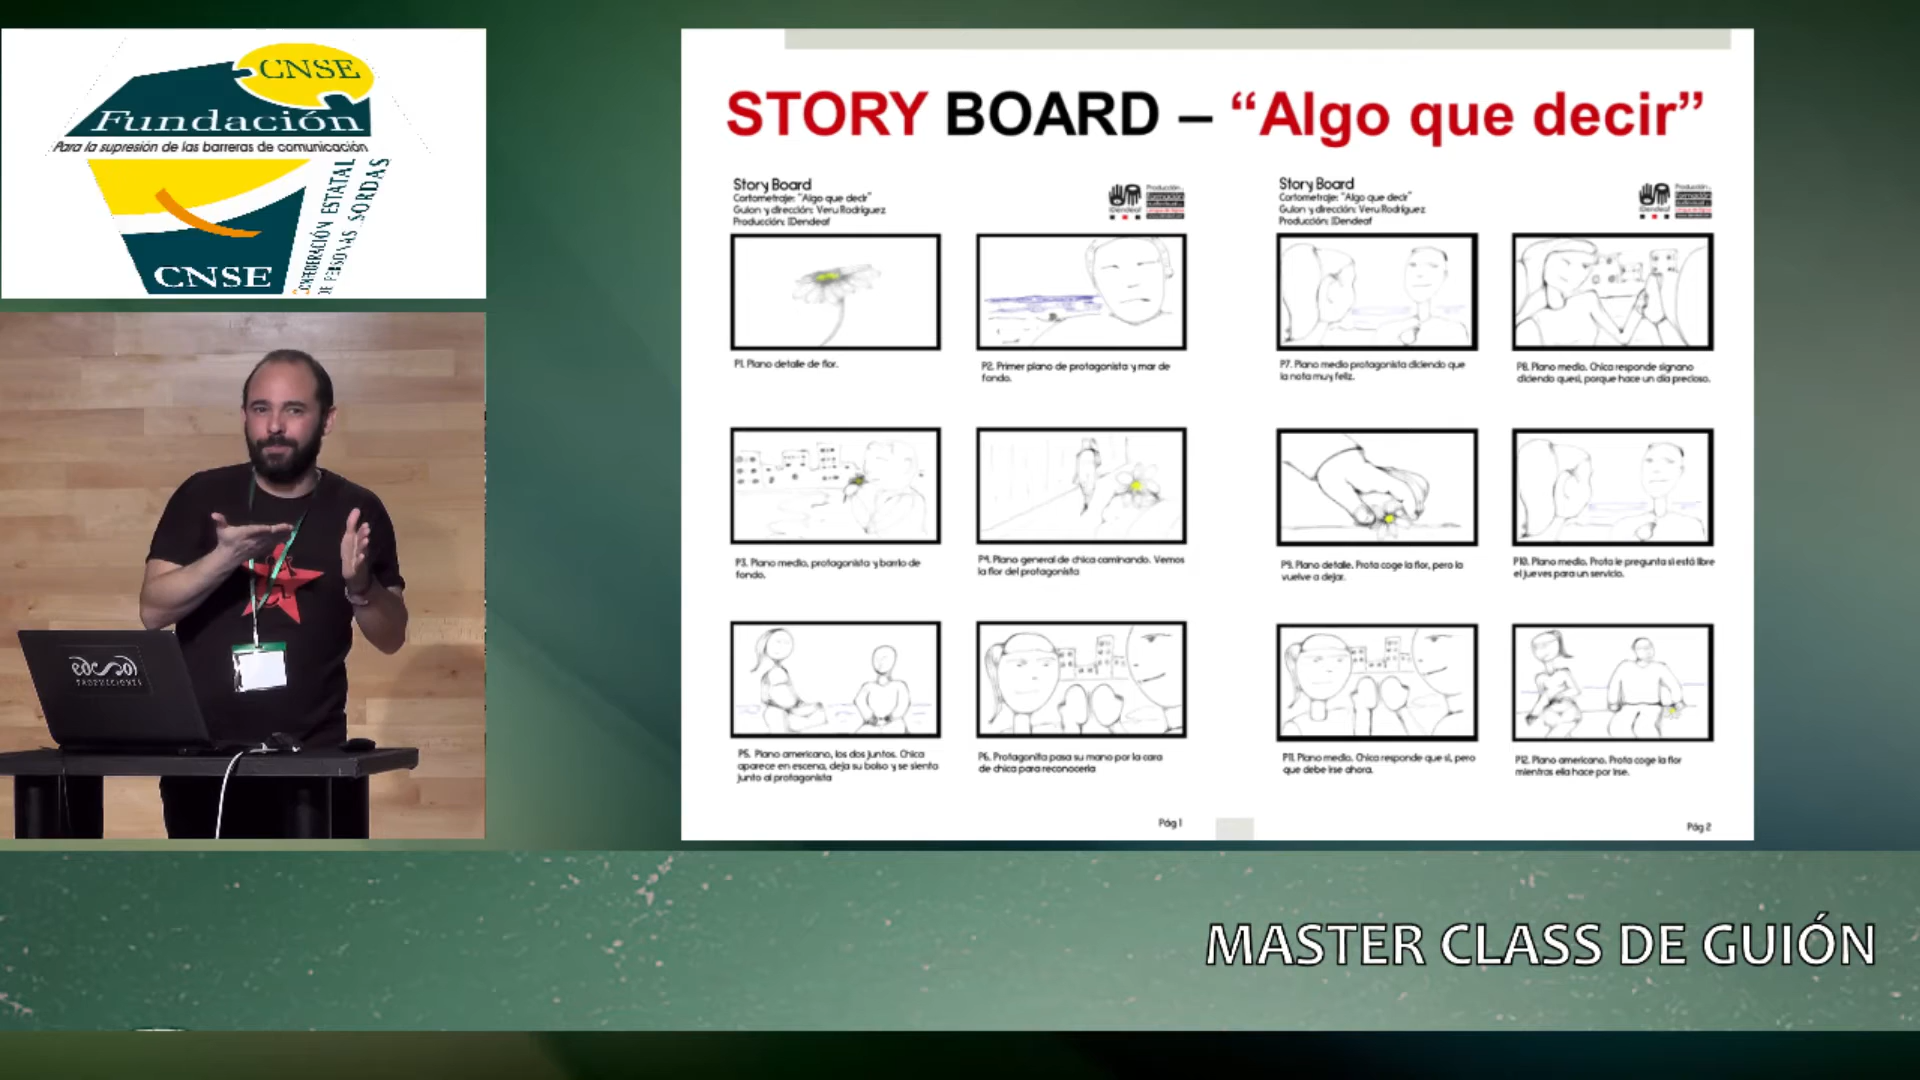 CNSE
Fundación
Para la supresión de las barreras de comunicación
CONFEDERACIÓN ESTATAL
DE PERSONAS SORDAS
CNSE
STORY BOARD – “Algo que decir”
Story Board
Cortometraje: "Algo que decir"
Guion y dirección: Veru Rodríguez
Producción: IDendeaf
P1. Plano detalle de flor.
P2. Primer plano de protagonista y mar de
fondo.
P3. Plano medio, protagonista y barrio de
fondo.
P4. Plano general de chica caminando. Vemos
la flor del protagonista
P5. Plano americano, los dos juntos. Chica
aparece en escena, deja su bolso y se sienta
junto al protagonista
P6. Protagonita pasa su mano por la cara
de chica para reconocerla
Pág 1
Story Board
Cortometraje: "Algo que decir"
Guion y dirección: Veru Rodríguez
Producción: IDendeaf
P7. Plano medio protagonista diciendo que
la nota muy feliz.
P8. Plano medio. Chica responde signano
diciendo quesi, porque hace un día precioso.
P9. Plano detalle. Prota coge la flor, pero la
vuelve a dejar.
P10. Plano medio. Prota le pregunta si está libre
el jueves para un servicio.
P11. Plano medio. Chica responde que si, pero
que debe irse ahora.
P12. Plano americano. Prota coge la flor
mientras ella hace por irse.
Pág 2
MASTER CLASS DE GUIÓN